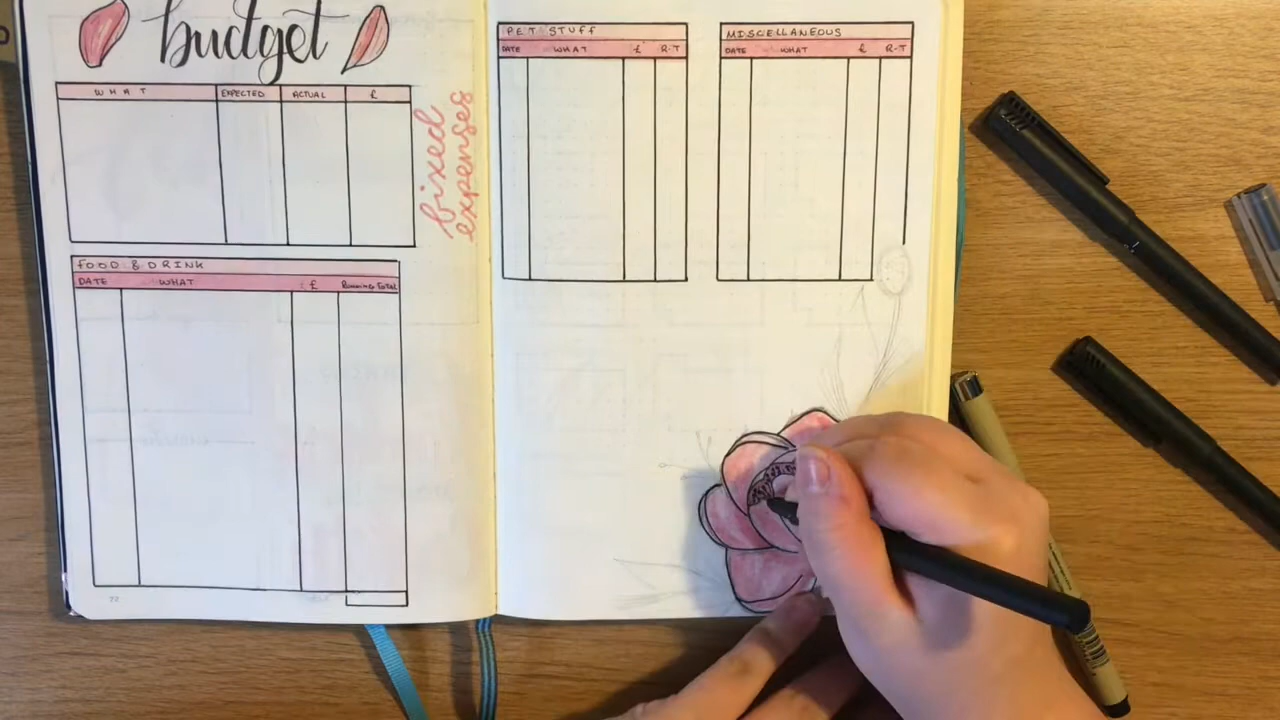 budget
WHAT EXPECTED ACTUAL £
fixed
expenses
FOOD & DRINK
DATE WHAT £ Running Total
PET STUFF
DATE WHAT £ R-T
MISCELLANEOUS
DATE WHAT £ R-T